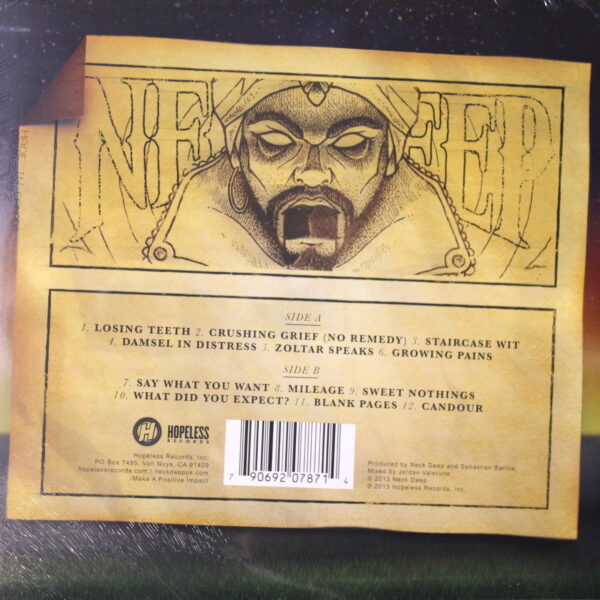 NE EEP
SIDE A
1. LOSING TEETH 2. CRUSHING GRIEF (NO REMEDY) 3. STAIRCASE WIT
4. DAMSEL IN DISTRESS 5. ZOLTAR SPEAKS 6. GROWING PAINS
SIDE B
7. SAY WHAT YOU WANT 8. MILEAGE 9. SWEET NOTHINGS
10. WHAT DID YOU EXPECT? 11. BLANK PAGES 12. CANDOUR
HOPELESS
RECORDS
Hopeless Records, Inc.
PO Box 7495, Van Nuys, CA 91409
hopelessrecords.com | neckdeepuk.com
-Make A Positive Impact
7 90692 07871 4
Produced by Neck Deep and Sebastian Barlow
Mixed by Jordan Valeriote
© 2013 Neck Deep
℗ 2013 Hopeless Records, Inc.